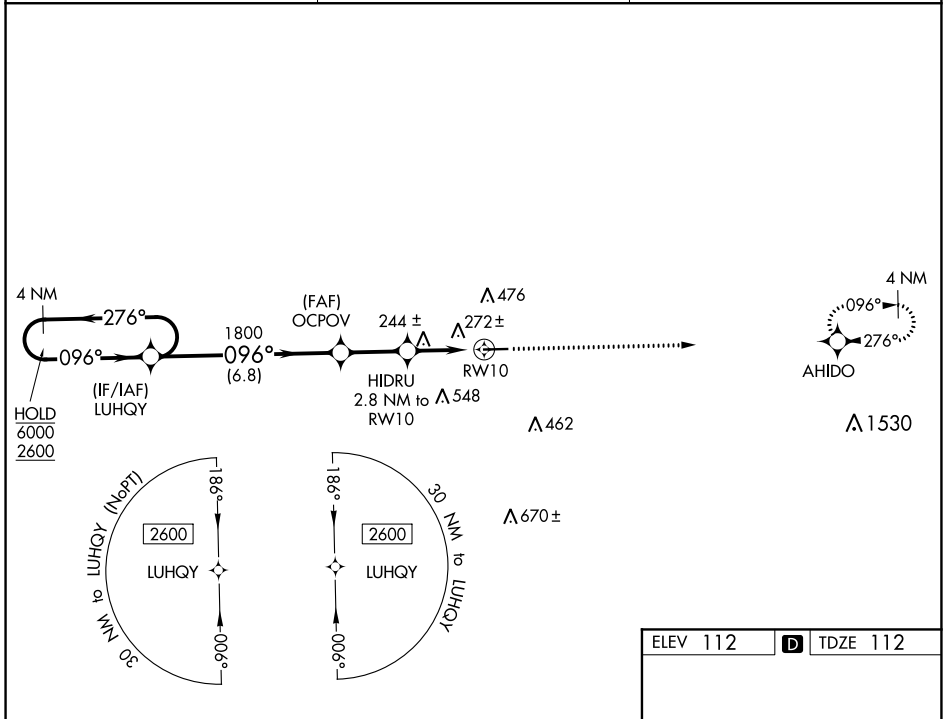 4 NM
276°
096°
(IF/IAF)
LUHQY
HOLD
6000
2600
1800
096°
(6.8)
(FAF)
OCPOV
244 ±
HIDRU
2.8 NM to
RW10
476
272±
RW10
548
462
670 ±
4 NM
096°
276°
AHIDO
1530
30 NM to LUHQY (NoPT)
186°
2600
LUHQY
006°
186°
2600
LUHQY
006°
30 NM to LUHQY
ELEV 112 D TDZE 112